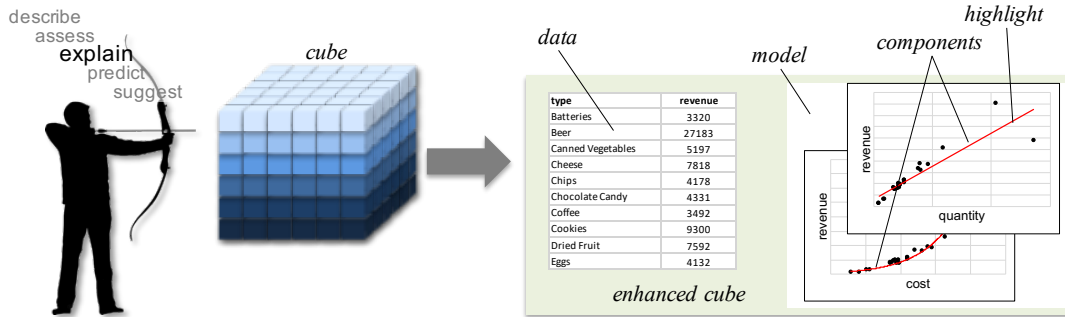 describe
assess
explain
predict
suggest
cube
data
model
components
highlight
type revenue
Batteries 3320
Beer 27183
Canned Vegetables 5197
Cheese 7818
Chips 4178
Chocolate Candy 4331
Coffee 3492
Cookies 9300
Dried Fruit 7592
Eggs 4132
enhanced cube
revenue
quantity
revenue
cost